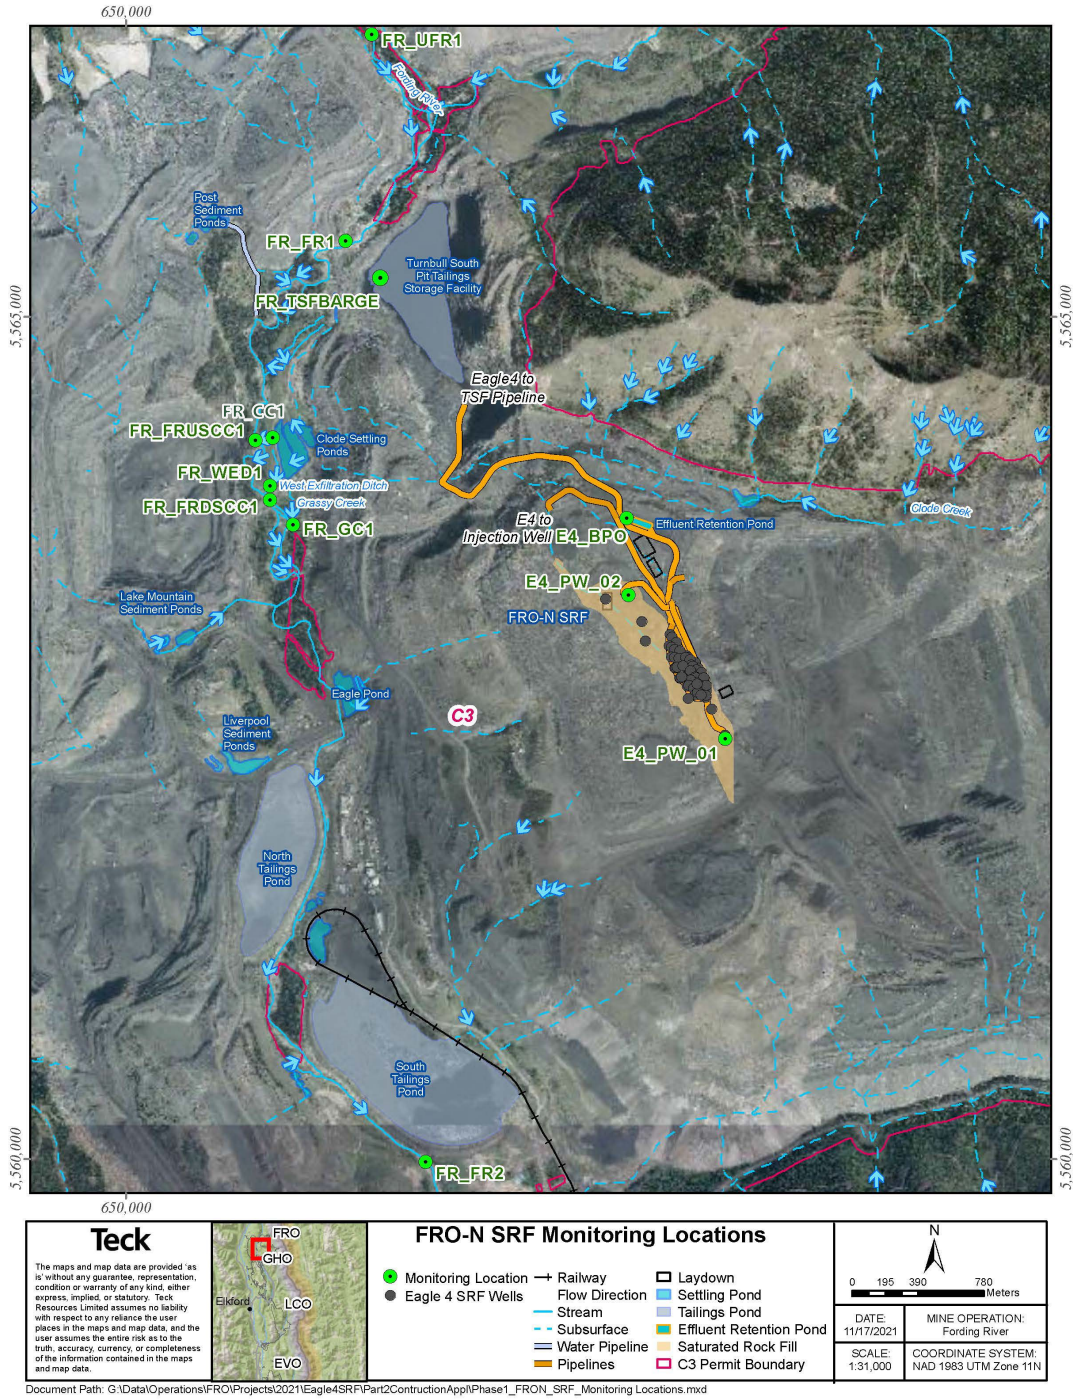 650,000
FR_UFR1
Fording River
Post
Sediment
Ponds
FR_FR1
Turnbull South
Pit Tailings
Storage Facility
FR_TSFBARGE
5,565,000
5,565,000
Eagle4 to
TSF Pipeline
FR_CC1
FR_FRUSCC1
Clode Settling
Ponds
FR_WED1
West Exfiltration Ditch
FR_FRDSCC1
Grassy Creek
FR_GC1
Clode Creek
E4 to
Injection Well
E4_BPO
Effluent Retention Pond
E4_PW_02
Lake Mountain
Sediment Ponds
FRO-N SRF
Eagle Pond
C3
Liverpool
Sediment
Ponds
E4_PW_01
North
Tailings
Pond
South
Tailings
Pond
5,560,000
5,560,000
FR_FR2
650,000
Teck
The maps and map data are provided 'as
is' without any guarantee, representation,
condition or warranty of any kind, either
express, implied, or statutory. Teck
Resources Limited assumes no liability
with respect to any reliance the user
places in the maps and map data, and the
user assumes the entire risk as to the
truth, accuracy, currency, or completeness
of the information contained in the maps
and map data.
FRO
GHO
Elkford
LCO
EVO
FRO-N SRF Monitoring Locations
Monitoring Location
Eagle 4 SRF Wells
Railway
Flow Direction
Stream
Subsurface
Water Pipeline
Pipelines
Laydown
Settling Pond
Tailings Pond
Effluent Retention Pond
Saturated Rock Fill
C3 Permit Boundary
N
0 195 390 780
Meters
DATE:
11/17/2021
MINE OPERATION:
Fording River
SCALE:
1:31,000
COORDINATE SYSTEM:
NAD 1983 UTM Zone 11N
Document Path: G:\Data\Operations\FRO\Projects\2021\Eagle4SRF\Part2ContructionAppl\Phase1_FRON_SRF_Monitoring Locations.mxd